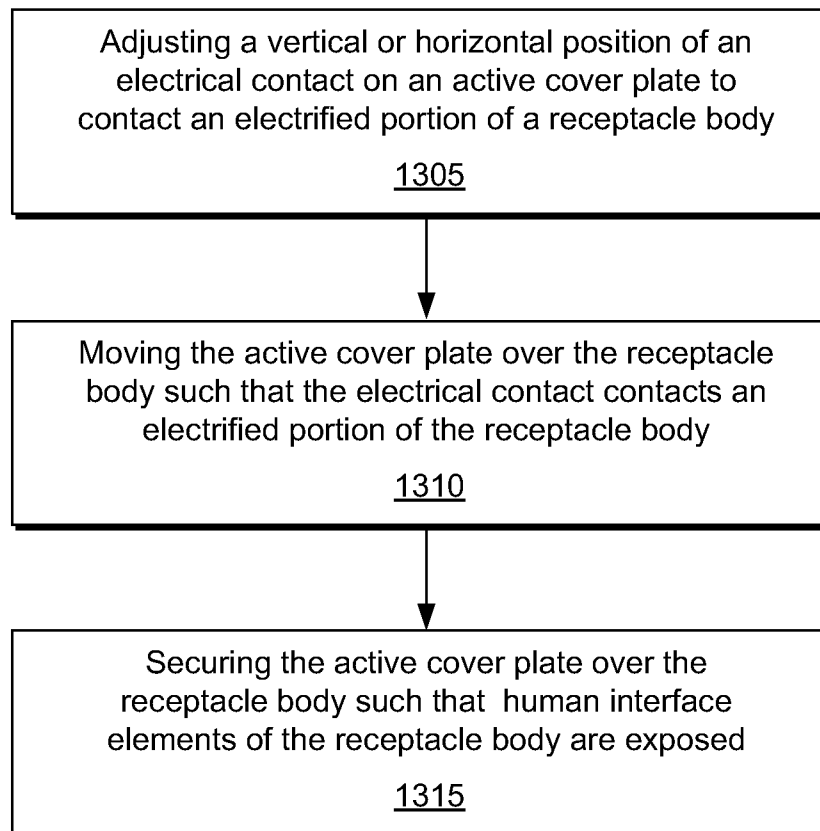 Adjusting a vertical or horizontal position of an
electrical contact on an active cover plate to
contact an electrified portion of a receptacle body
1305
Moving the active cover plate over the receptacle
body such that the electrical contact contacts an
electrified portion of the receptacle body
1310
Securing the active cover plate over the
receptacle body such that human interface
elements of the receptacle body are exposed
1315